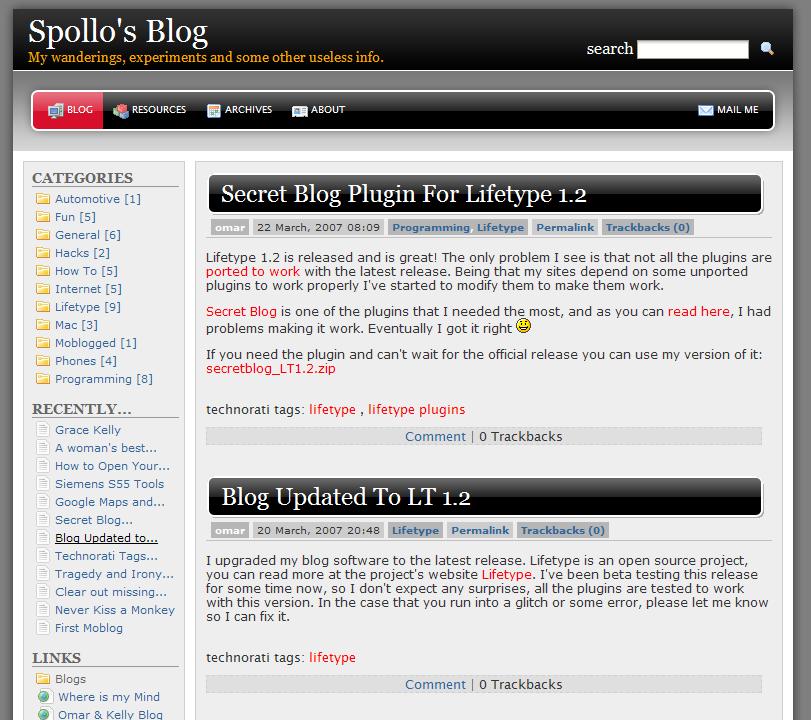 Spollo's Blog
My wanderings, experiments and some other useless info.
search
BLOG RESOURCES ARCHIVES ABOUT MAIL ME
CATEGORIES
Automotive [1]
Fun [5]
General [6]
Hacks [2]
How To [5]
Internet [5]
Lifetype [9]
Mac [3]
Moblogged [1]
Phones [4]
Programming [8]
RECENTLY...
Grace Kelly
A woman's best...
How to Open Your...
Siemens S55 Tools
Google Maps and...
Secret Blog...
Blog Updated to...
Technorati Tags...
Tragedy and Irony...
Clear out missing...
Never Kiss a Monkey
First Moblog
LINKS
Blogs
Where is my Mind
Omar & Kelly Blog
Secret Blog Plugin For Lifetype 1.2
omar 22 March, 2007 08:09 Programming, Lifetype Permalink Trackbacks (0)
Lifetype 1.2 is released and is great! The only problem I see is that not all the plugins are
ported to work with the latest release. Being that my sites depend on some unported
plugins to work properly I've started to modify them to make them work.
Secret Blog is one of the plugins that I needed the most, and as you can read here, I had
problems making it work. Eventually I got it right
If you need the plugin and can't wait for the official release you can use my version of it:
secretblog_LT1.2.zip
technorati tags: lifetype , lifetype plugins
Comment | 0 Trackbacks
Blog Updated To LT 1.2
omar 20 March, 2007 20:48 Lifetype Permalink Trackbacks (0)
I upgraded my blog software to the latest release. Lifetype is an open source project,
you can read more at the project's website Lifetype. I've been beta testing this release
for some time now, so I don't expect any surprises, all the plugins are tested to work
with this version. In the case that you run into a glitch or some error, please let me know
so I can fix it.
technorati tags: lifetype
Comment | 0 Trackbacks